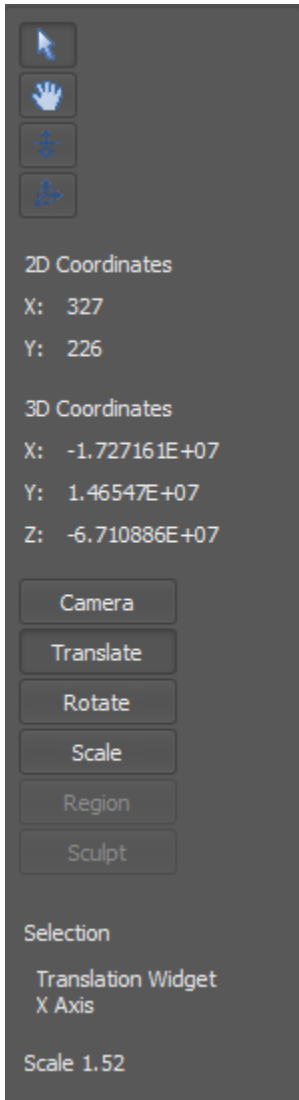 2D Coordinates
X: 327
Y: 226
3D Coordinates
X: -1.727161E+07
Y: 1.46547E+07
Z: -6.710886E+07
Camera
Translate
Rotate
Scale
Region
Sculpt
Selection
Translation Widget
X Axis
Scale 1.52